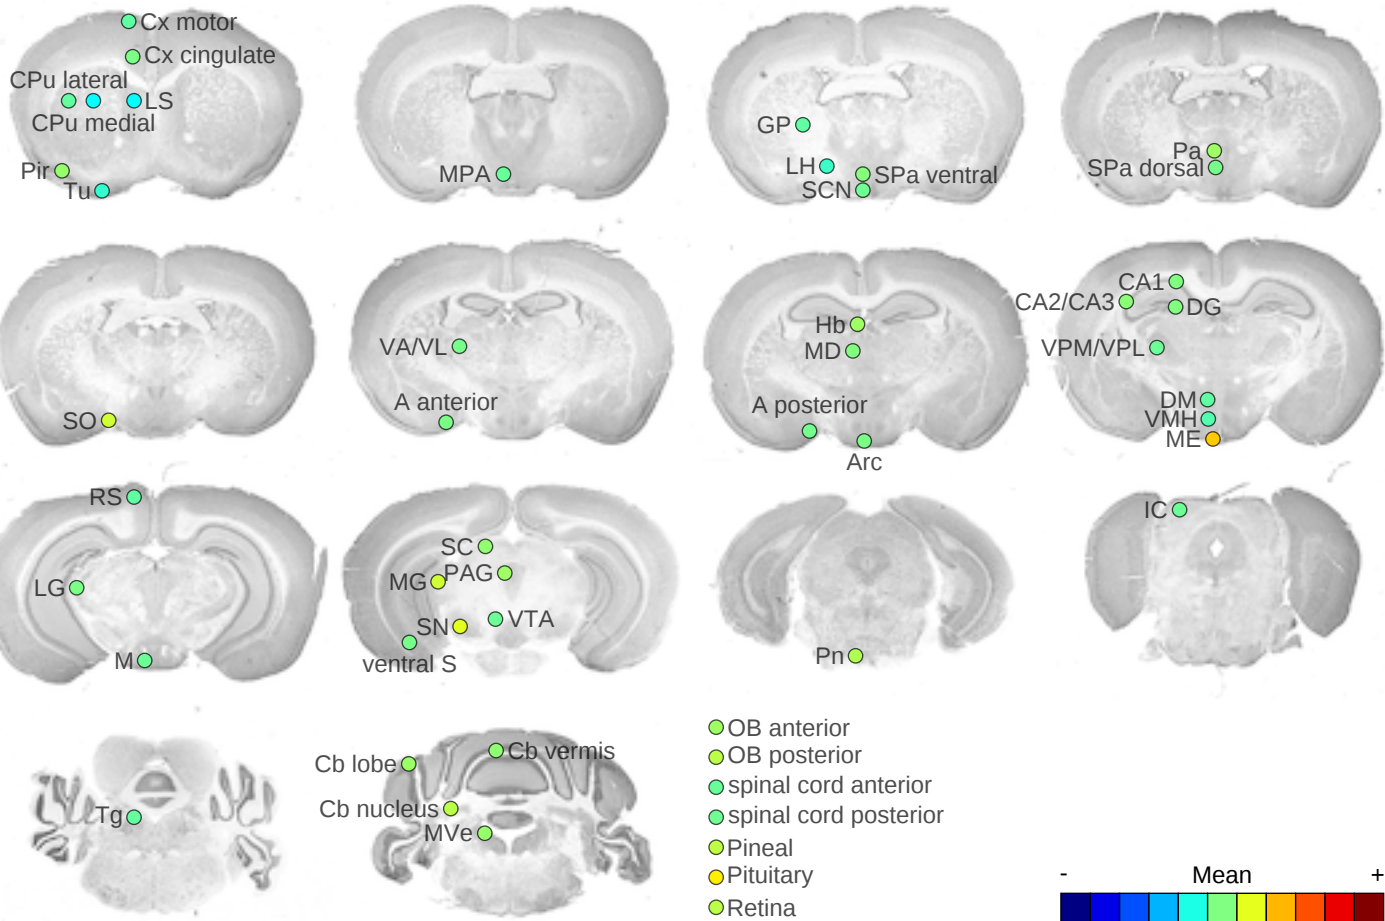 Cx motor
Cx cingulate
CPu lateral
LS
CPu medial
Pir
Tu
MPA
GP
LH
SPa ventral
SCN
Pa
SPa dorsal
SO
VA/VL
A anterior
Hb
MD
A posterior
Arc
CA1
CA2/CA3
DG
VPM/VPL
DM
VMH
ME
RS
LG
M
SC
MG
PAG
SN
VTA
ventral S
Pn
IC
Tg
Cb lobe
Cb vermis
Cb nucleus
MVe
OB anterior
OB posterior
spinal cord anterior
spinal cord posterior
Pineal
Pituitary
Retina
- Mean +